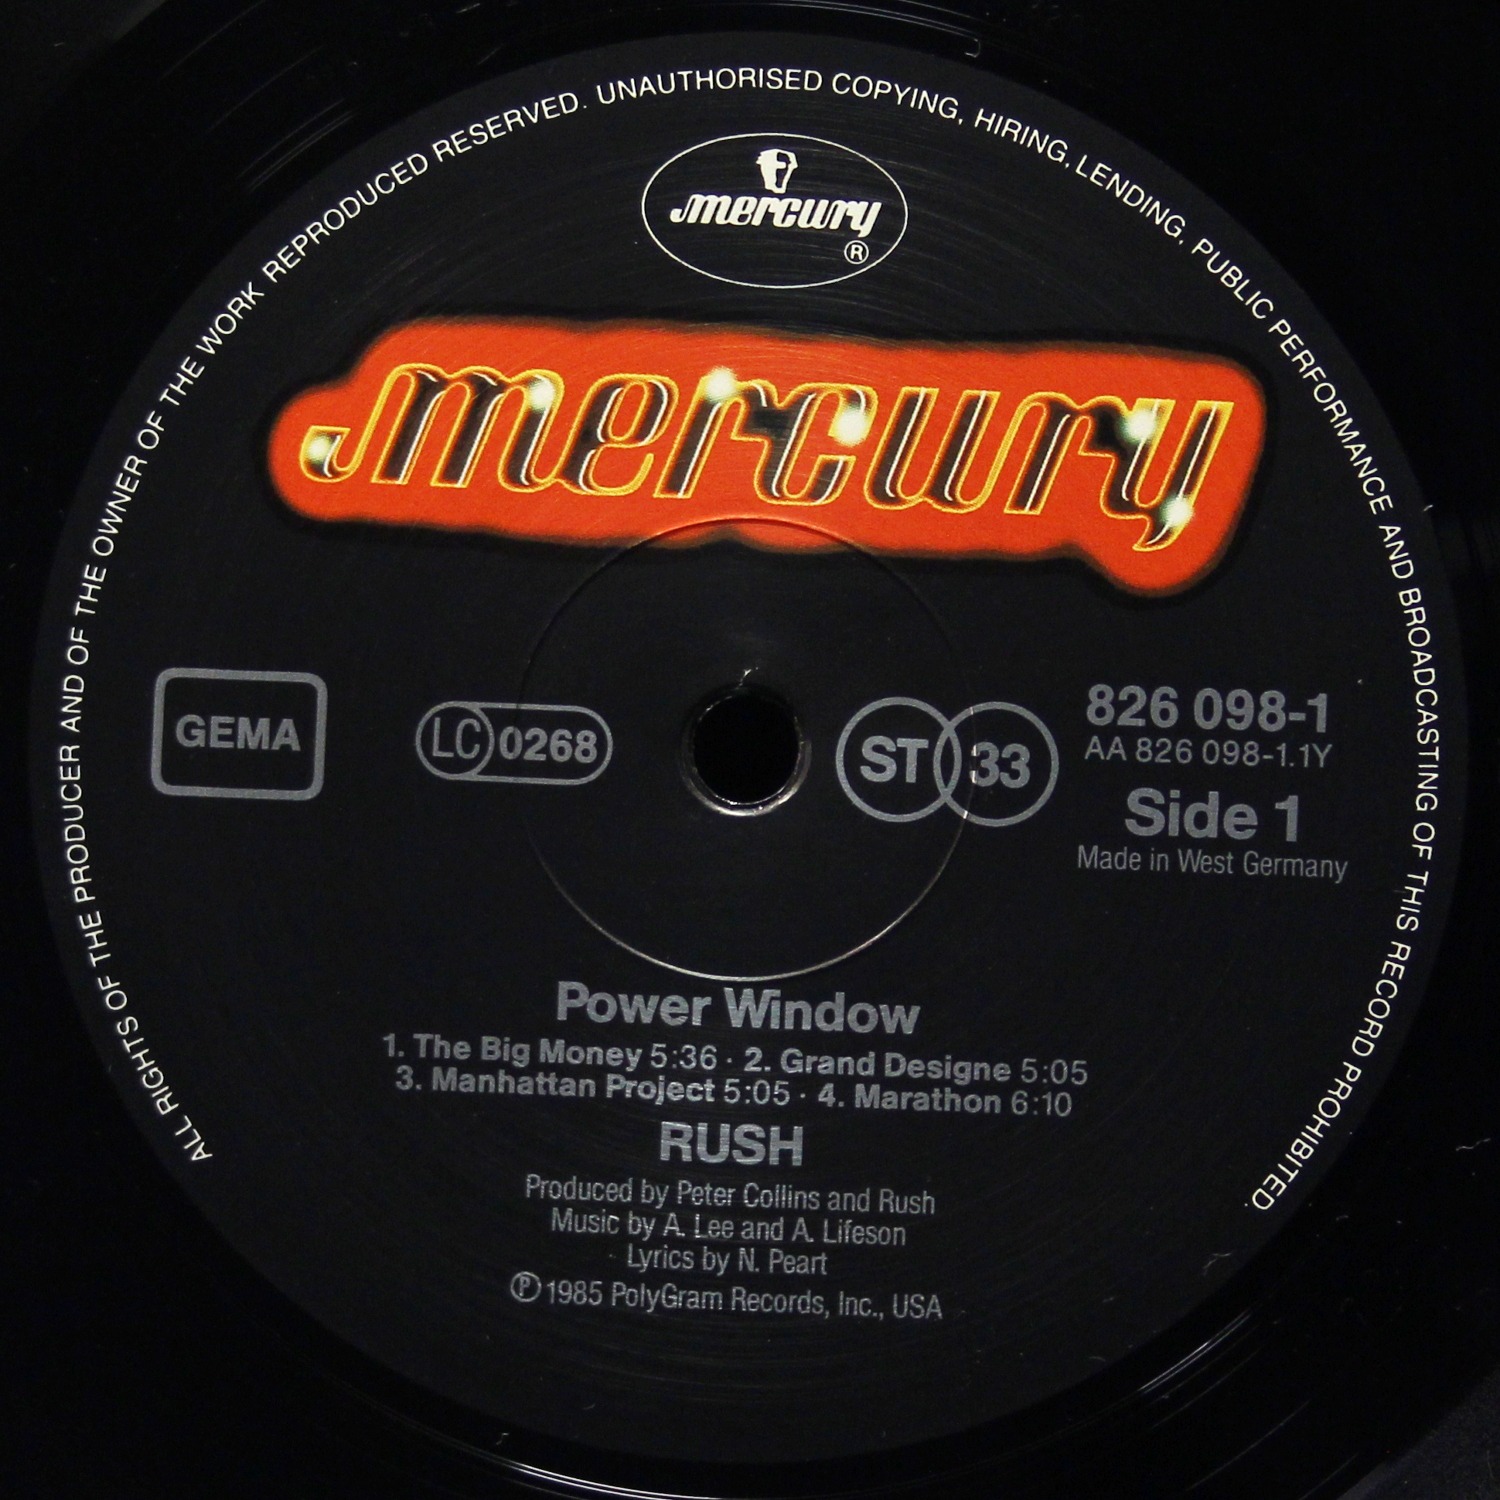 ALL RIGHTS OF THE PRODUCER AND OF THE OWNER OF THE WORK REPRODUCED RESERVED. UNAUTHORISED COPYING, HIRING, LENDING, PUBLIC PERFORMANCE AND BROADCASTING OF THIS RECORD PROHIBITED.
mercury
®
mercury
GEMA
LC 0268
ST 33
826 098-1
AA 826 098-1.1Y
Side 1
Made in West Germany
Power Window
1. The Big Money 5:36 · 2. Grand Designe 5:05
3. Manhattan Project 5:05 · 4. Marathon 6:10
RUSH
Produced by Peter Collins and Rush
Music by A. Lee and A. Lifeson
Lyrics by N. Peart
℗ 1985 PolyGram Records, Inc., USA